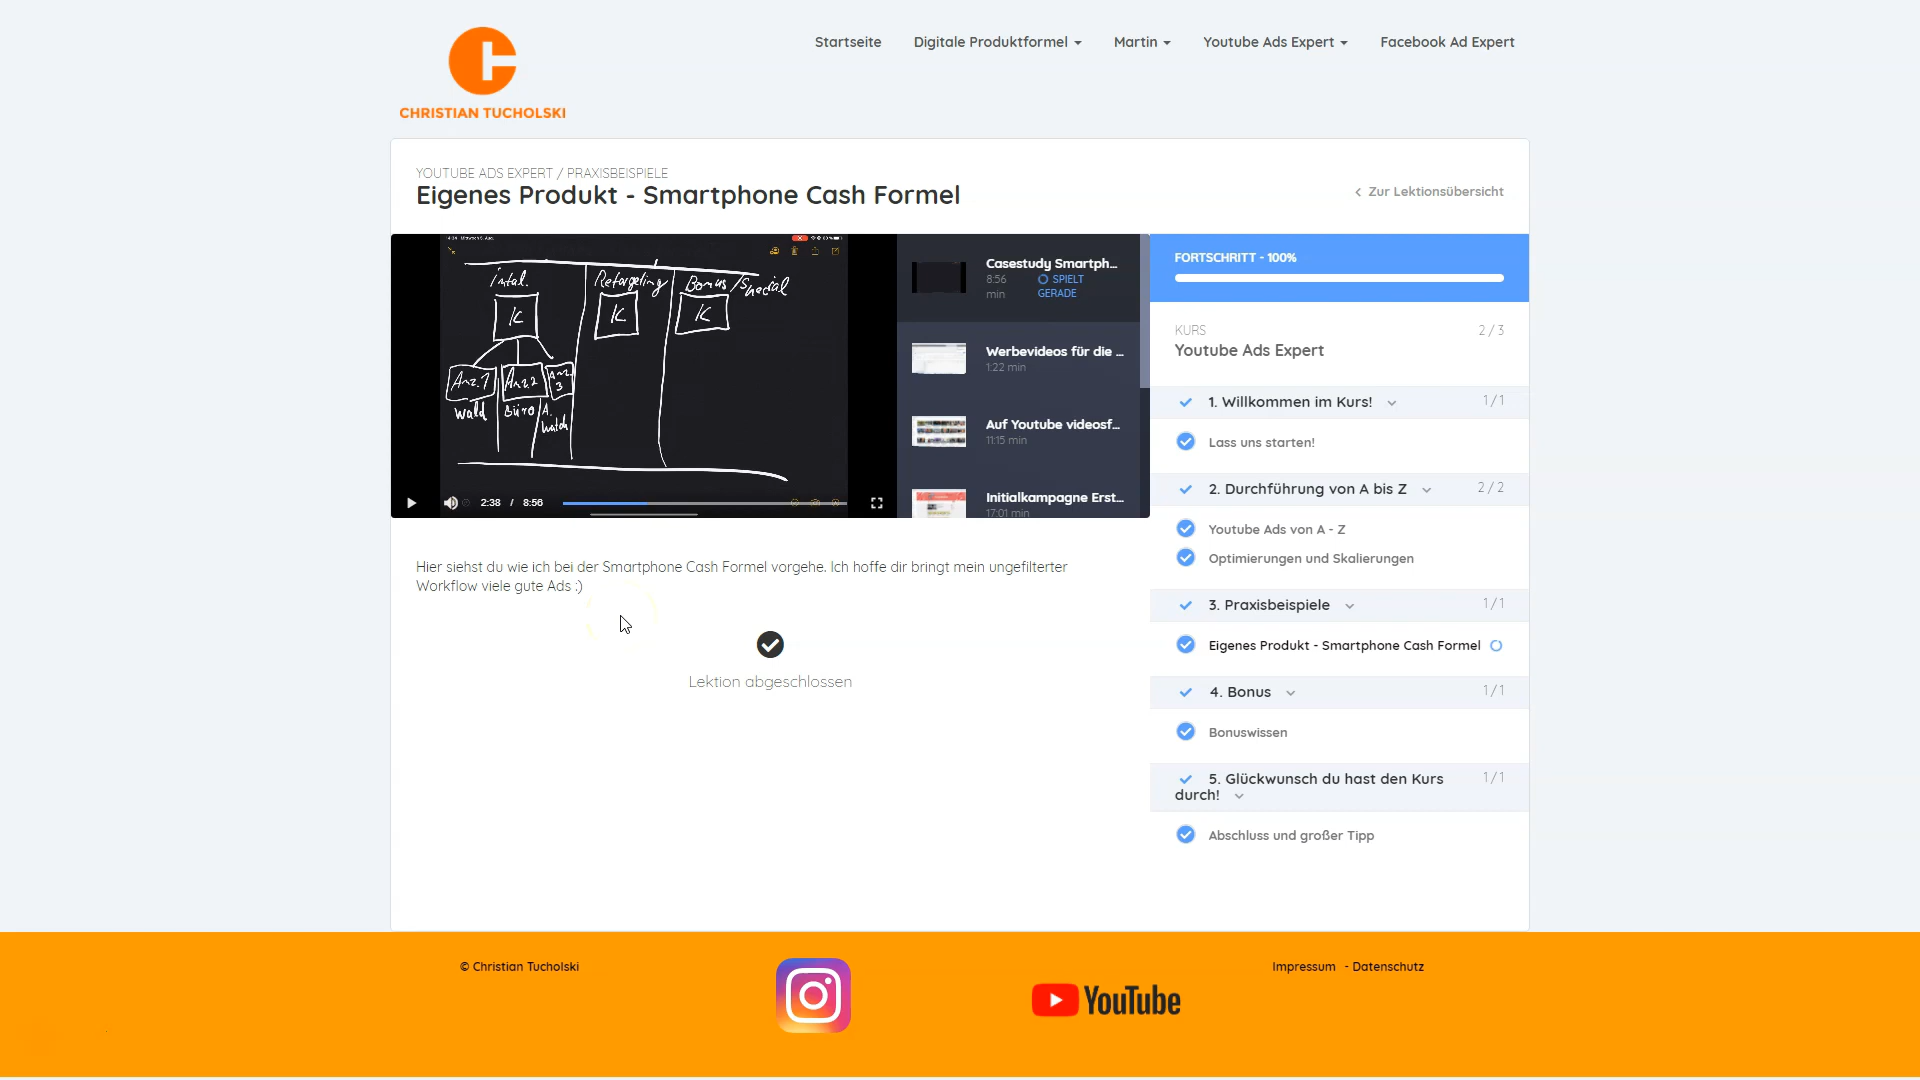 CHRISTIAN TUCHOLSKI
Startseite
Digitale Produktformel
Martin
Youtube Ads Expert
Facebook Ad Expert
YOUTUBE ADS EXPERT / PRAXISBEISPIELE
Eigenes Produkt - Smartphone Cash Formel
Zur Lektionsübersicht
Inital.
Retargeting
Bonus / Special
K
K
K
Anz. 1
Anz. 2
Anz. 3
Wald
Büro
A.
2:38 / 8:56
Casestudy Smartph...
8:56 min
SPIELT GERADE
Werbevideos für die ...
1:22 min
Auf Youtube videosf...
11:15 min
Initialkampagne Erst...
17:01 min
FORTSCHRITT - 100%
KURS
2 / 3
Youtube Ads Expert
1. Willkommen im Kurs!
1 / 1
Lass uns starten!
2. Durchführung von A bis Z
2 / 2
Youtube Ads von A - Z
Optimierungen und Skalierungen
3. Praxisbeispiele
1 / 1
Eigenes Produkt - Smartphone Cash Formel
4. Bonus
1 / 1
Bonuswissen
5. Glückwunsch du hast den Kurs
durch!
1 / 1
Abschluss und großer Tipp
Hier siehst du wie ich bei der Smartphone Cash Formel vorgehe. Ich hoffe dir bringt mein ungefilterter
Workflow viele gute Ads :)
Lektion abgeschlossen
© Christian Tucholski
YouTube
Impressum - Datenschutz